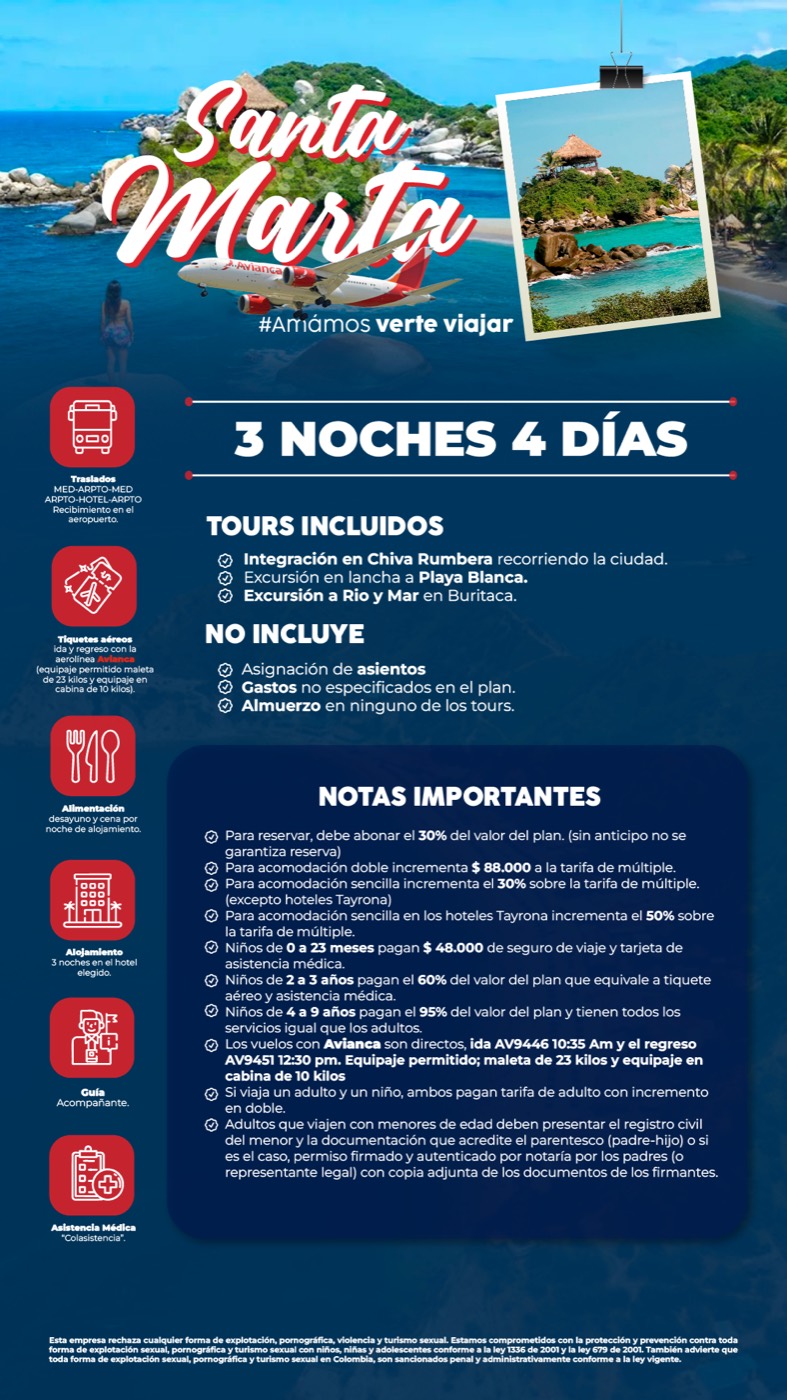 Santa
Marta
Avianca
#Amámos verte viajar
3 NOCHES 4 DÍAS
Traslados
MED-ARPTO-MED
ARPTO-HOTEL-ARPTO
Recibimiento en el
aeropuerto.
Tiquetes aéreos
ida y regreso con la
aerolínea Avianca
(equipaje permitido maleta
de 23 kilos y equipaje en
cabina de 10 kilos).
Alimentación
desayuno y cena por
noche de alojamiento.
Alojamiento
3 noches en el hotel
elegido.
Guía
Acompañante.
Asistencia Médica
"Colasistencia".
TOURS INCLUIDOS
Integración en Chiva Rumbera recorriendo la ciudad.
Excursión en lancha a Playa Blanca.
Excursión a Rio y Mar en Buritaca.
NO INCLUYE
Asignación de asientos
Gastos no especificados en el plan.
Almuerzo en ninguno de los tours.
NOTAS IMPORTANTES
Para reservar, debe abonar el 30% del valor del plan. (sin anticipo no se
garantiza reserva)
Para acomodación doble incrementa $ 88.000 a la tarifa de múltiple.
Para acomodación sencilla incrementa el 30% sobre la tarifa de múltiple.
(excepto hoteles Tayrona)
Para acomodación sencilla en los hoteles Tayrona incrementa el 50% sobre
la tarifa de múltiple.
Niños de 0 a 23 meses pagan $ 48.000 de seguro de viaje y tarjeta de
asistencia médica.
Niños de 2 a 3 años pagan el 60% del valor del plan que equivale a tiquete
aéreo y asistencia médica.
Niños de 4 a 9 años pagan el 95% del valor del plan y tienen todos los
servicios igual que los adultos.
Los vuelos con Avianca son directos, ida AV9446 10:35 Am y el regreso
AV9451 12:30 pm. Equipaje permitido; maleta de 23 kilos y equipaje en
cabina de 10 kilos
Si viaja un adulto y un niño, ambos pagan tarifa de adulto con incremento
en doble.
Adultos que viajen con menores de edad deben presentar el registro civil
del menor y la documentación que acredite el parentesco (padre-hijo) o si
es el caso, permiso firmado y autenticado por notaría por los padres (o
representante legal) con copia adjunta de los documentos de los firmantes.
Esta empresa rechaza cualquier forma de explotación, pornográfica, violencia y turismo sexual. Estamos comprometidos con la protección y prevención contra toda
forma de explotación sexual, pornográfica y turismo sexual con niños, niñas y adolescentes conforme a la ley 1336 de 2001 y la ley 679 de 2001. También advierte que
toda forma de explotación sexual, pornográfica y turismo sexual en Colombia, son sancionados penal y administrativamente conforme a la ley vigente.